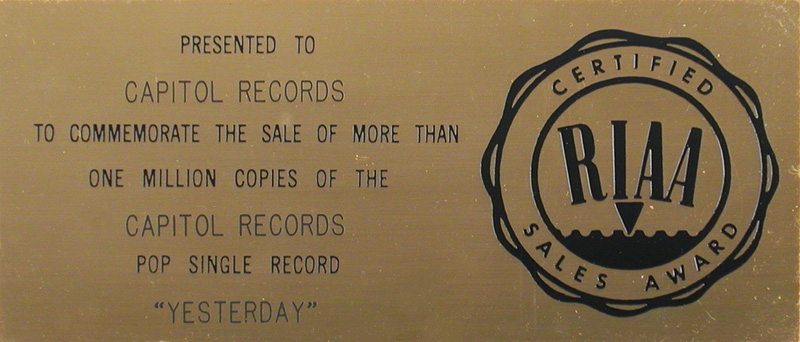 PRESENTED TO
CAPITOL RECORDS
TO COMMEMORATE THE SALE OF MORE THAN
ONE MILLION COPIES OF THE
CAPITOL RECORDS
POP SINGLE RECORD
“YESTERDAY”
CERTIFIED
RIAA
SALES AWARD